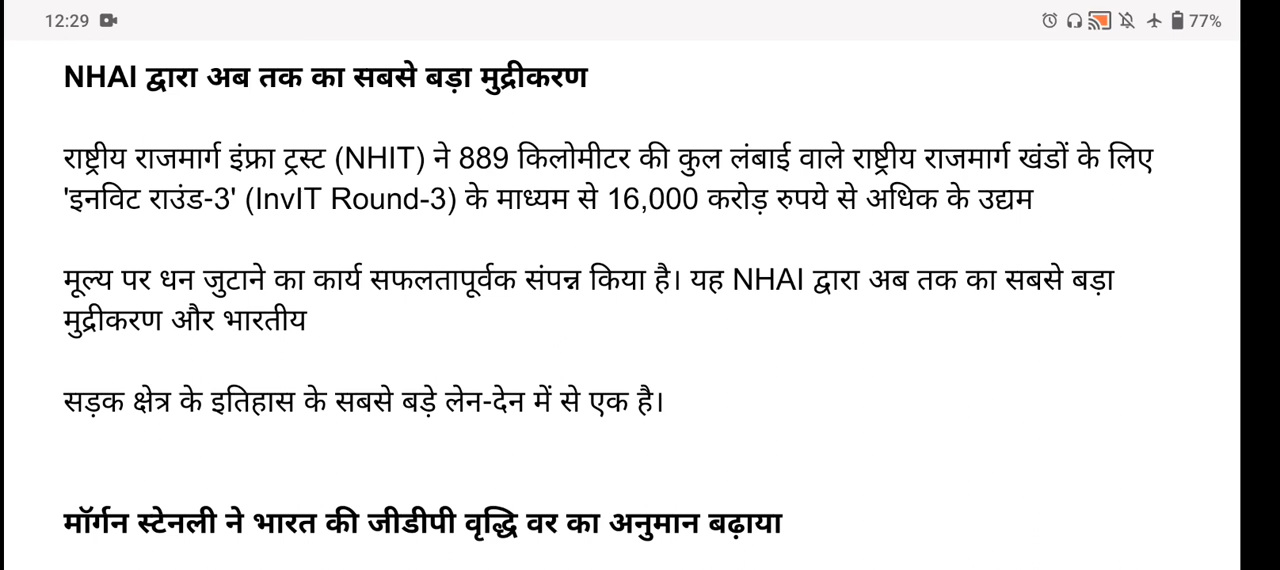 12:29
77%
NHAI द्वारा अब तक का सबसे बड़ा मुद्रीकरण
राष्ट्रीय राजमार्ग इंफ्रा ट्रस्ट (NHIT) ने 889 किलोमीटर की कुल लंबाई वाले राष्ट्रीय राजमार्ग खंडों के लिए
'इनविट राउंड-3' (InvIT Round-3) के माध्यम से 16,000 करोड़ रुपये से अधिक के उद्यम
मूल्य पर धन जुटाने का कार्य सफलतापूर्वक संपन्न किया है। यह NHAI द्वारा अब तक का सबसे बड़ा
मुद्रीकरण और भारतीय
सड़क क्षेत्र के इतिहास के सबसे बड़े लेन-देन में से एक है।
मॉर्गन स्टेनली ने भारत की जीडीपी वृद्धि वर का अनुमान बढ़ाया